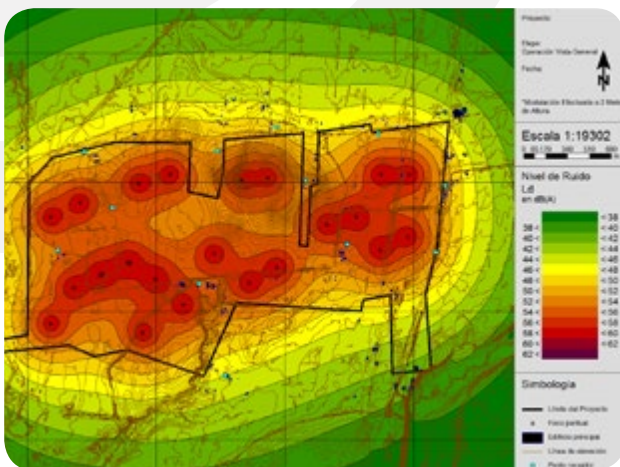 Proyecto:
Etapa:
Operación Vista General
Fecha:
de Altura.
N
Escala 1:19302
Nivel de Ruido
Ld
en dB(A)
< 38
38 < < 40
40 < < 42
42 < < 44
44 < < 46
46 < < 48
48 < < 50
50 < < 52
52 < < 54
54 < < 56
56 < < 58
58 < < 60
60 < < 62
62 <
Simbología
Límite del Proyecto
Foco puntual
Edificio principal
Línea de elevación